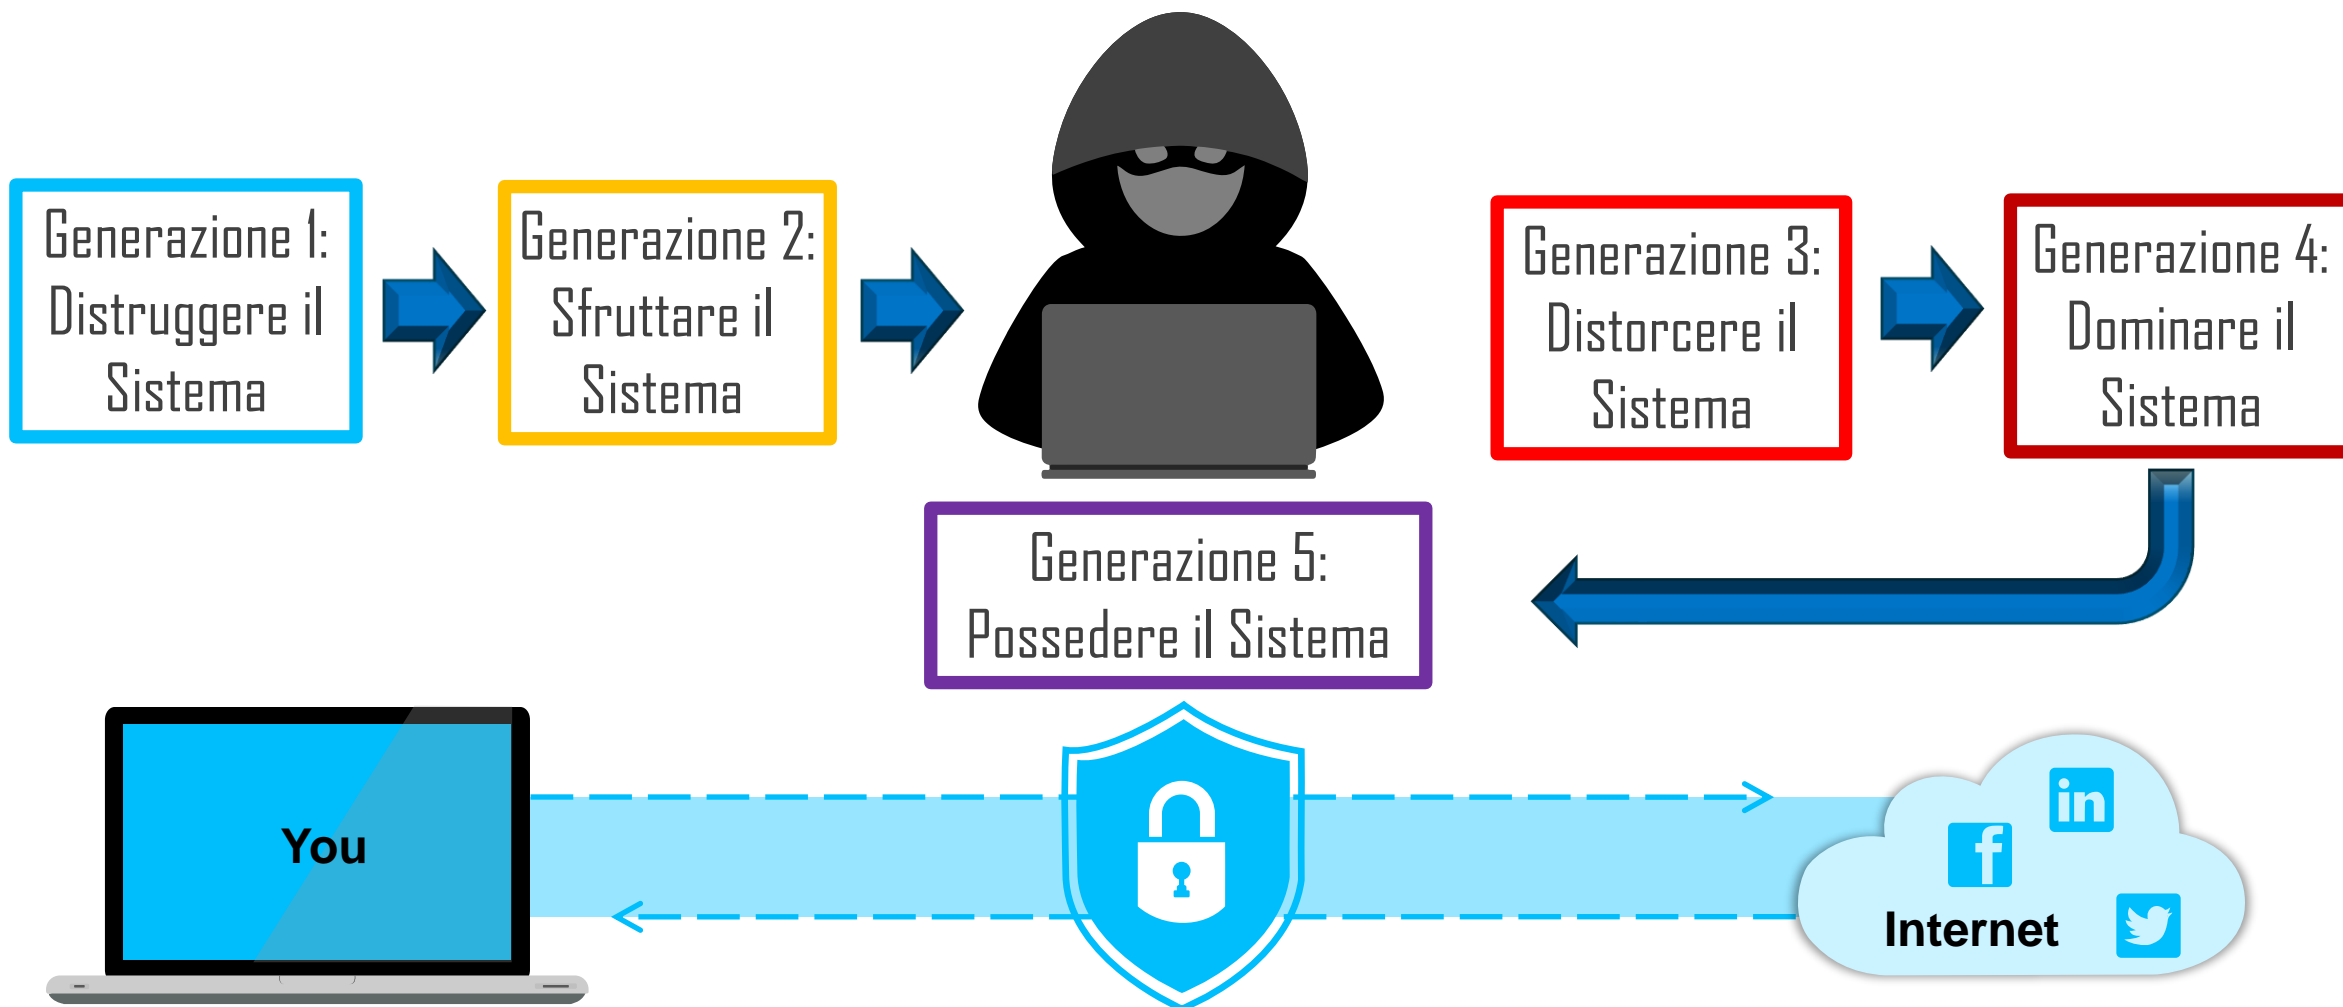 Generazione 1:
Distruggere il
Sistema
Generazione 2:
Sfruttare il
Sistema
Generazione 3:
Distorcere il
Sistema
Generazione 4:
Dominare il
Sistema
Generazione 5:
Possedere il Sistema
You
in
f
Internet